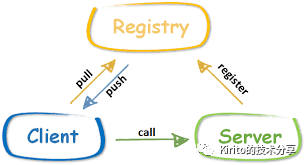 Registry
pull
push
register
Client
call
Server
Kirito的技术分享